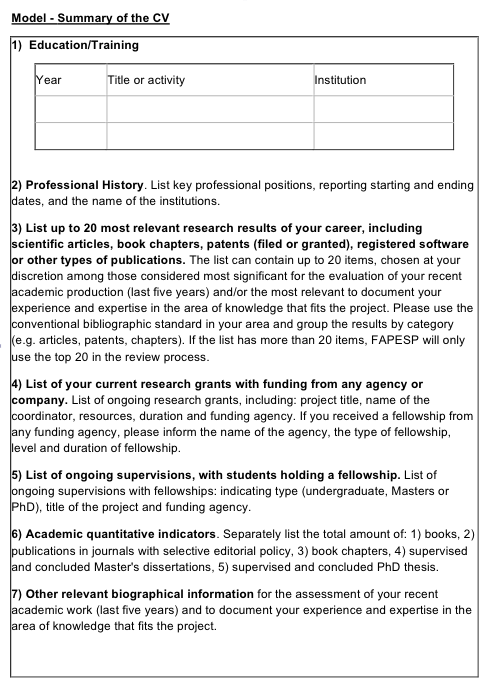 Model - Summary of the CV
1) Education/Training
Year Title or activity Institution
2) Professional History. List key professional positions, reporting starting and ending
dates, and the name of the institutions.
3) List up to 20 most relevant research results of your career, including
scientific articles, book chapters, patents (filed or granted), registered software
or other types of publications. The list can contain up to 20 items, chosen at your
discretion among those considered most significant for the evaluation of your recent
academic production (last five years) and/or the most relevant to document your
experience and expertise in the area of knowledge that fits the project. Please use the
conventional bibliographic standard in your area and group the results by category
(e.g. articles, patents, chapters). If the list has more than 20 items, FAPESP will only
use the top 20 in the review process.
4) List of your current research grants with funding from any agency or
company. List of ongoing research grants, including: project title, name of the
coordinator, resources, duration and funding agency. If you received a fellowship from
any funding agency, please inform the name of the agency, the type of fellowship,
level and duration of fellowship.
5) List of ongoing supervisions, with students holding a fellowship. List of
ongoing supervisions with fellowships: indicating type (undergraduate, Masters or
PhD), title of the project and funding agency.
6) Academic quantitative indicators. Separately list the total amount of: 1) books, 2)
publications in journals with selective editorial policy, 3) book chapters, 4) supervised
and concluded Master's dissertations, 5) supervised and concluded PhD thesis.
7) Other relevant biographical information for the assessment of your recent
academic work (last five years) and to document your experience and expertise in the
area of knowledge that fits the project.